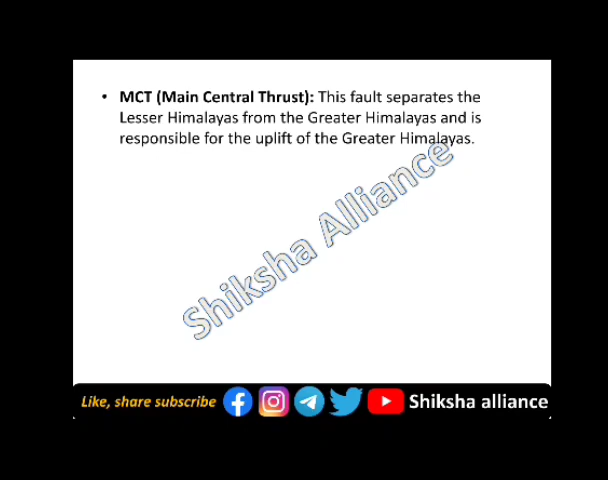 • MCT (Main Central Thrust): This fault separates the
Lesser Himalayas from the Greater Himalayas and is
responsible for the uplift of the Greater Himalayas.
Shiksha Alliance
Like, share subscribe Shiksha alliance